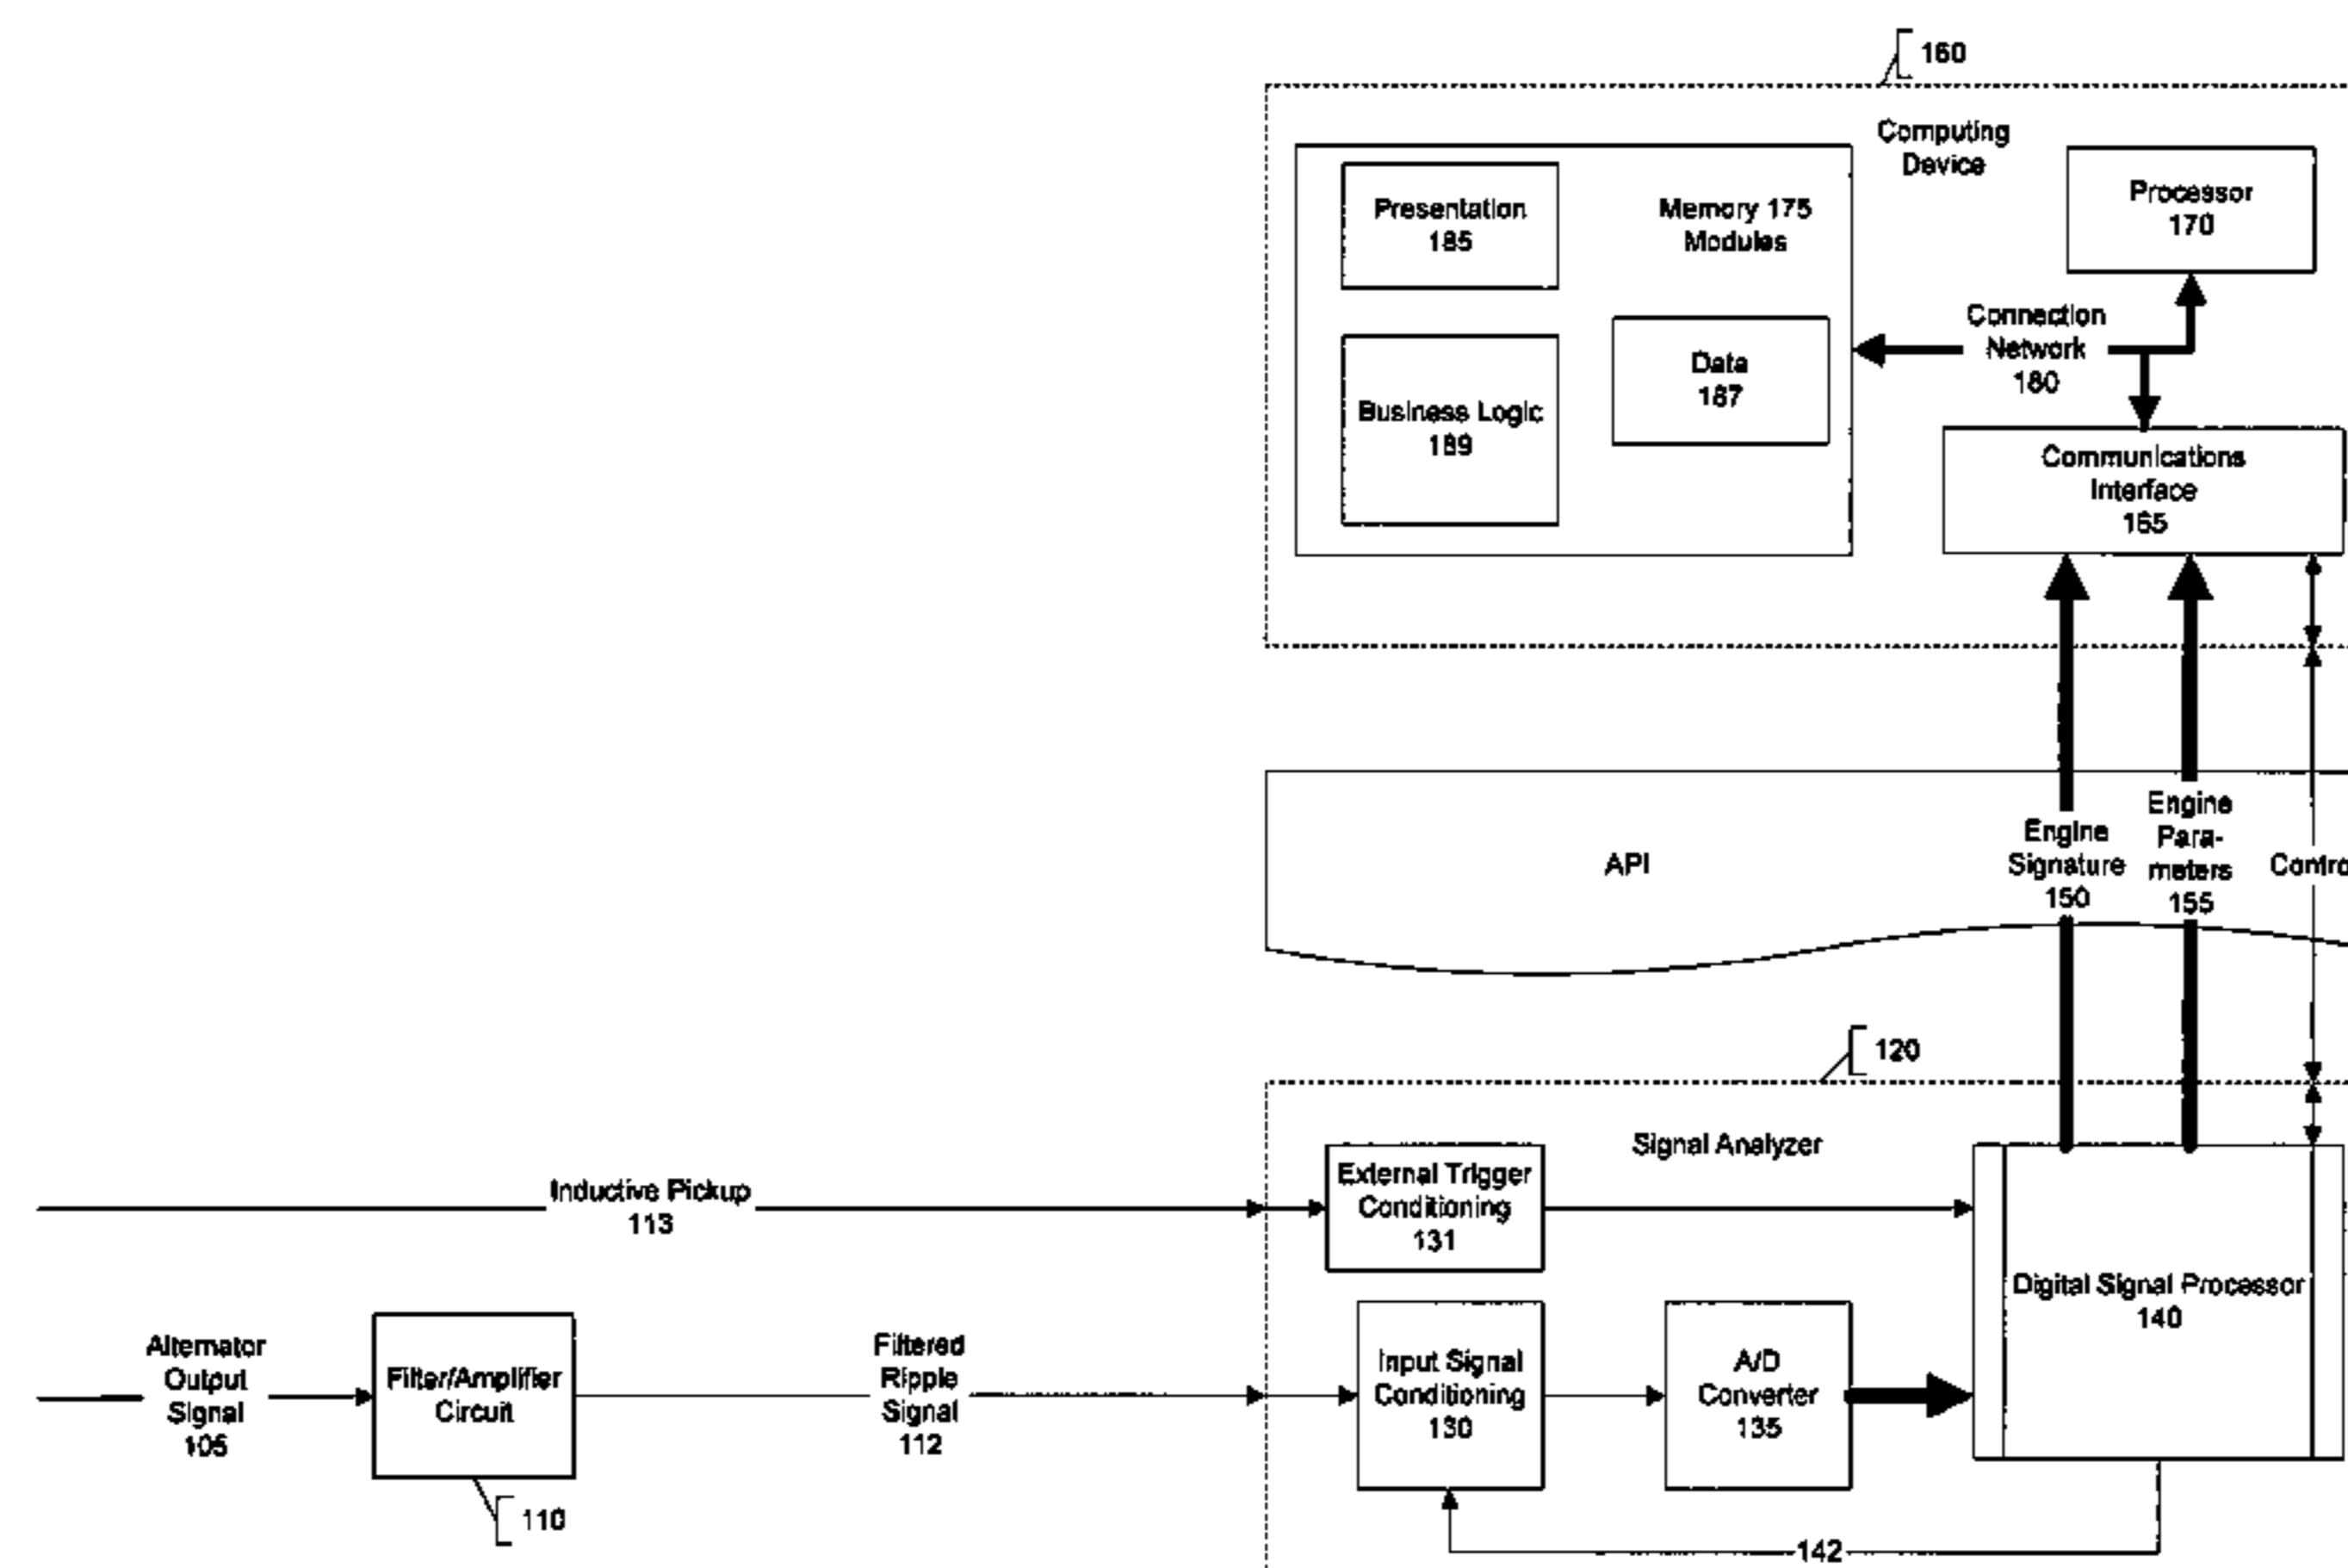 160
Computing
Device
Presentation
185
Memory 175
Modules
Processor
170
Connection
Network
180
Data
187
Business Logic
189
Communications
Interface
165
API
Engine
Signature
150
Engine
Para-
meters
155
Contro
120
Signal Analyzer
Inductive Pickup
113
External Trigger
Conditioning
131
Digital Signal Processor
140
Alternator
Output
Signal
105
Filter/Amplifier
Circuit
110
Filtered
Ripple
Signal
112
Input Signal
Conditioning
130
A/D
Converter
135
142